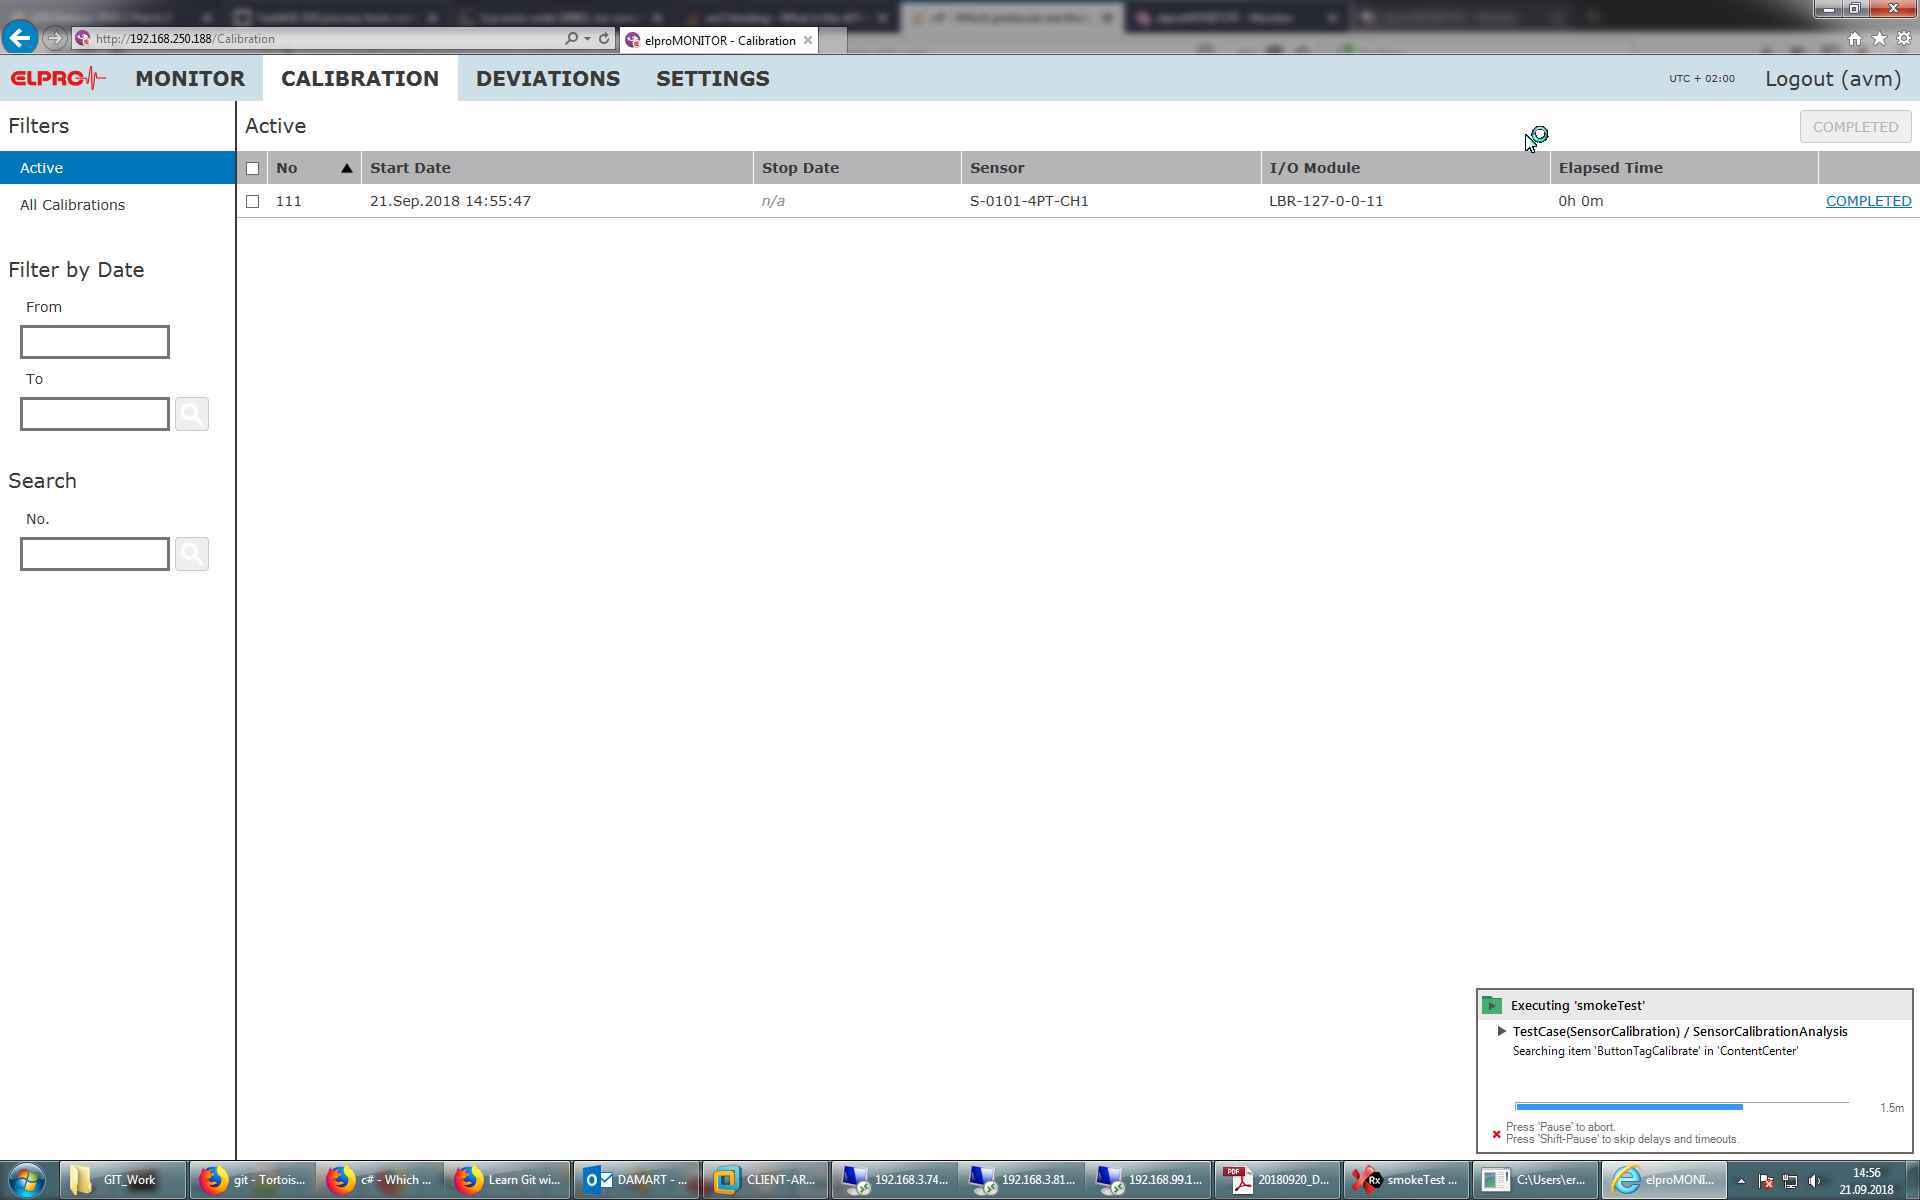 http://192.168.250.188/Calibration
elproMONITOR - Calibration
ELPRO MONITOR CALIBRATION DEVIATIONS SETTINGS UTC + 02:00 Logout (avm)
Filters
Active
All Calibrations
Filter by Date
From
To
Search
No.
Active COMPLETED
No Start Date Stop Date Sensor I/O Module Elapsed Time
111 21.Sep.2018 14:55:47 n/a S-0101-4PT-CH1 LBR-127-0-0-11 0h 0m COMPLETED
Executing 'smokeTest'
TestCase(SensorCalibration) / SensorCalibrationAnalysis
Searching item 'ButtonTagCalibrate' in 'ContentCenter'
1.5m
Press 'Pause' to abort.
Press 'Shift-Pause' to skip delays and timeouts.
GIT_Work git - Tortois... c# - Which ... Learn Git wi... DAMART - ... CLIENT-AR... 192.168.3.74... 192.168.3.81... 192.168.99.1... PDF 20180920_D... Rx smokeTest ... C:\Users\er... elproMONI...
14:56
21.09.2018